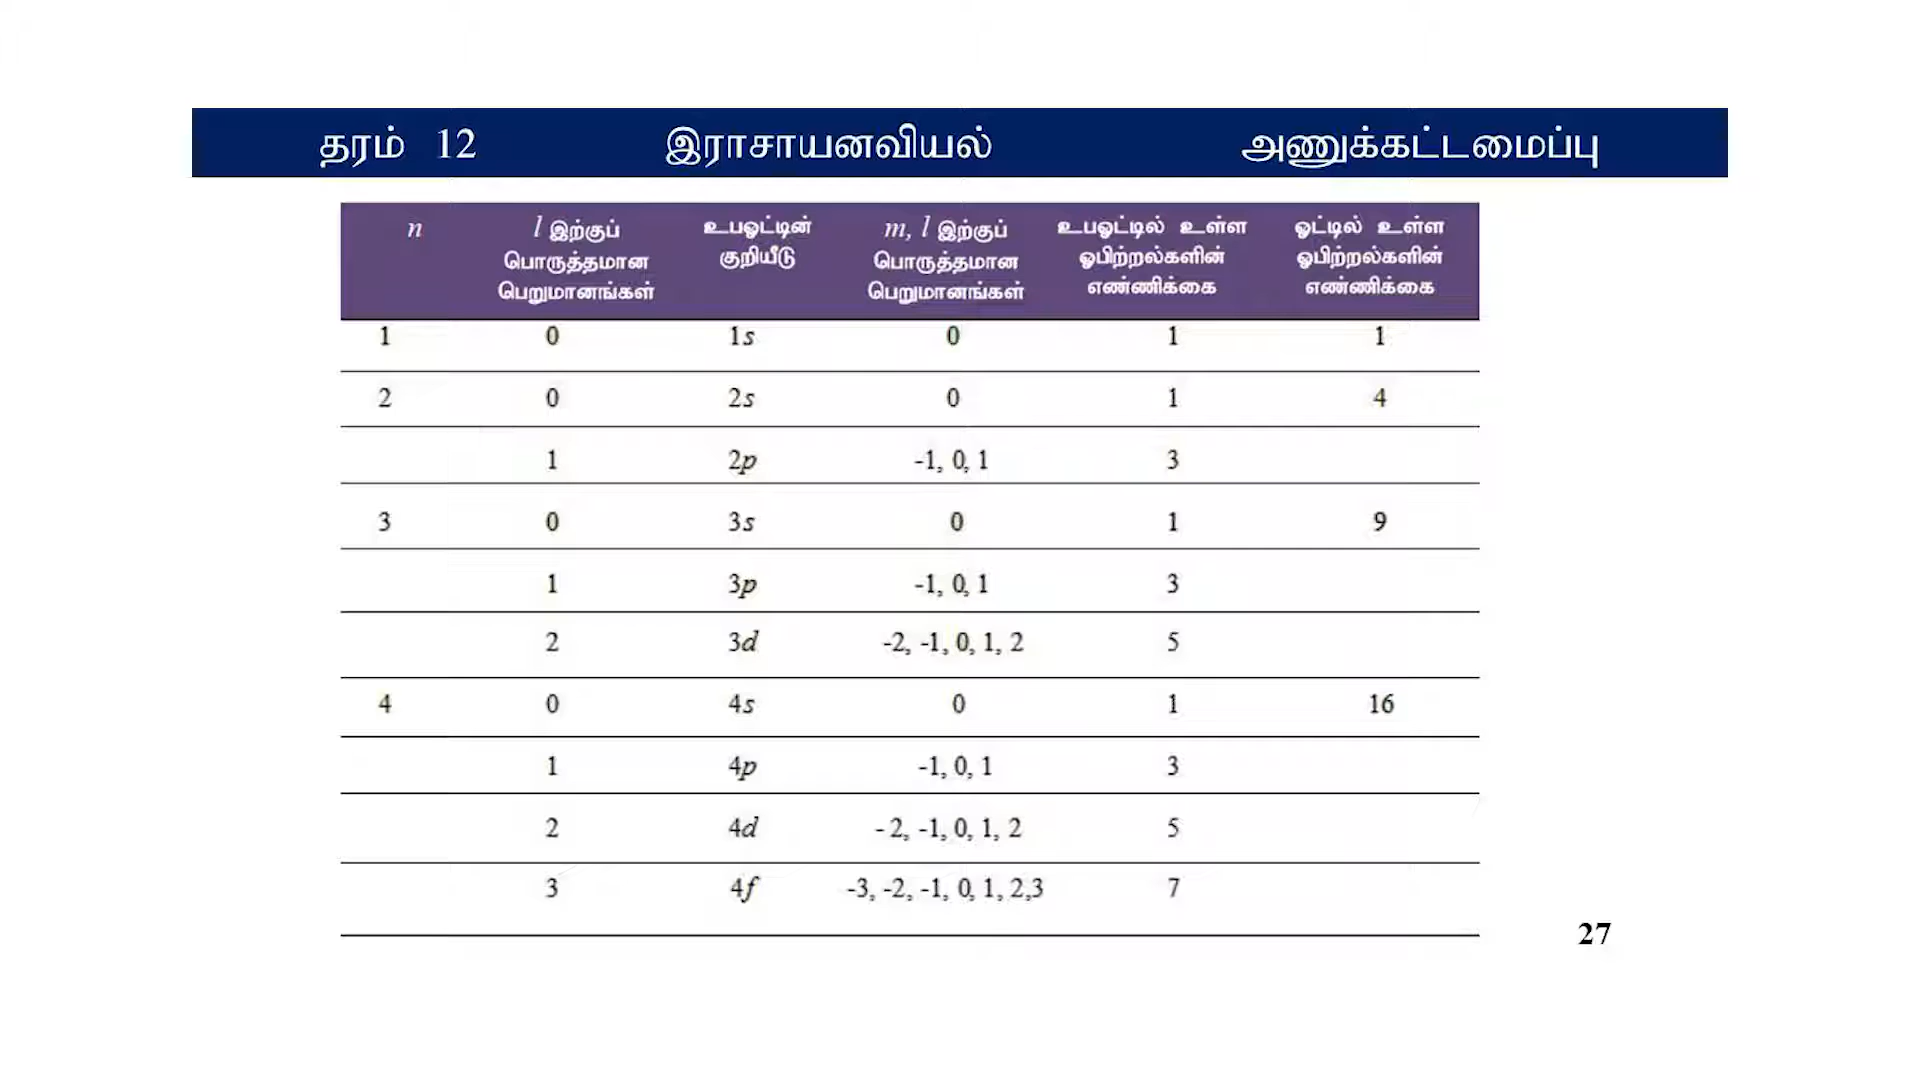 தரம் 12 இராசாயனவியல் அணுக்கட்டமைப்பு
n l இற்குப் பொருத்தமான பெறுமானங்கள் உபஓட்டின் குறியீடு m, l இற்குப் பொருத்தமான பெறுமானங்கள் உபஓட்டில் உள்ள ஓபிற்றல்களின் எண்ணிக்கை ஓட்டில் உள்ள ஓபிற்றல்களின் எண்ணிக்கை
1 0 1s 0 1 1
2 0 2s 0 1 4
1 2p -1, 0, 1 3
3 0 3s 0 1 9
1 3p -1, 0, 1 3
2 3d -2, -1, 0, 1, 2 5
4 0 4s 0 1 16
1 4p -1, 0, 1 3
2 4d - 2, -1, 0, 1, 2 5
3 4f -3, -2, -1, 0, 1, 2,3 7
27